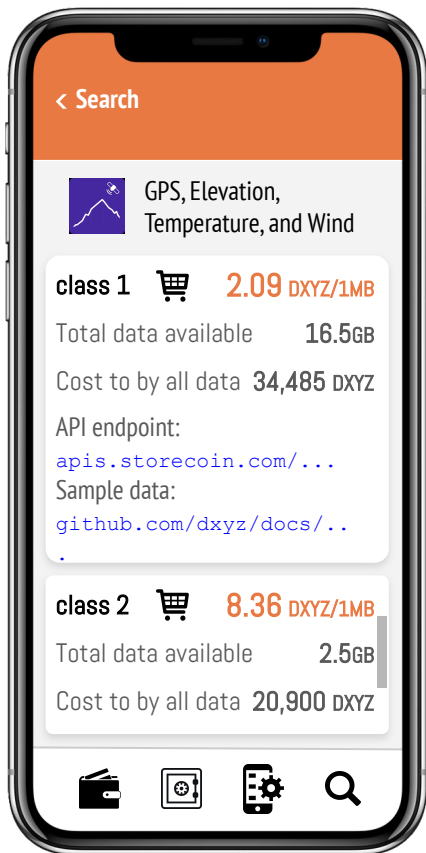 < Search
GPS, Elevation,
Temperature, and Wind
class 1 2.09 DXYZ/1MB
Total data available 16.5GB
Cost to by all data 34,485 DXYZ
API endpoint:
apis.storecoin.com/...
Sample data:
github.com/dxyz/docs/..
.
class 2 8.36 DXYZ/1MB
Total data available 2.5GB
Cost to by all data 20,900 DXYZ